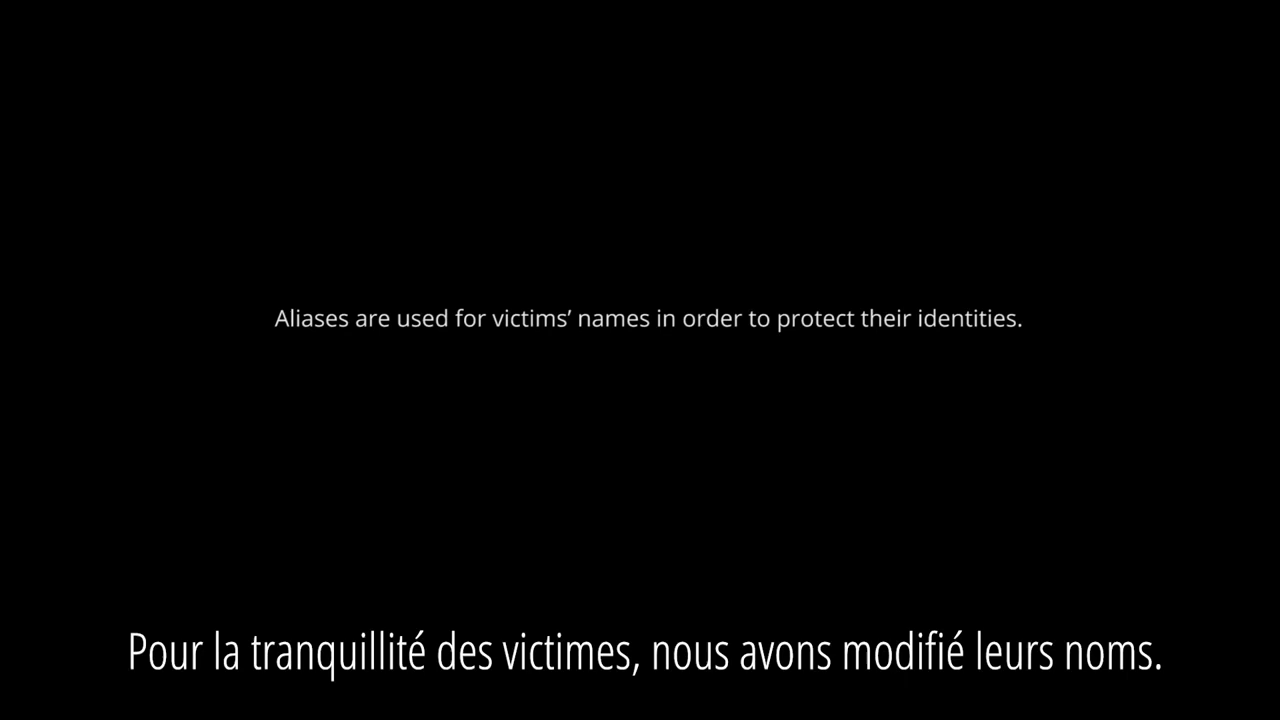 Aliases are used for victims’ names in order to protect their identities.
Pour la tranquillité des victimes, nous avons modifié leurs noms.